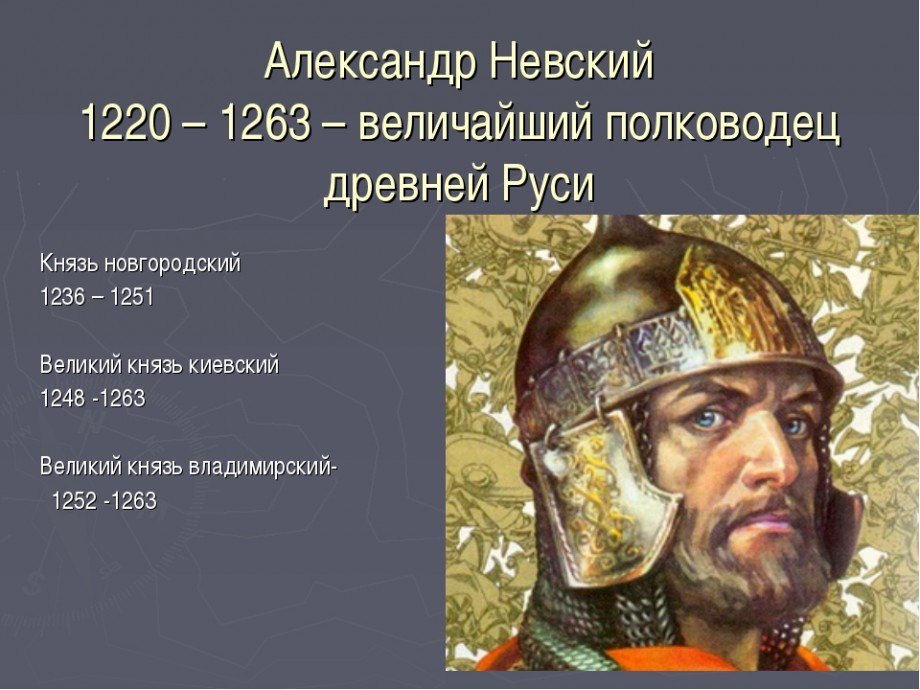 Александр Невский
1220 – 1263 – величайший полководец
древней Руси
Князь новгородский
1236 – 1251
Великий князь киевский
1248 -1263
Великий князь владимирский-
1252 -1263